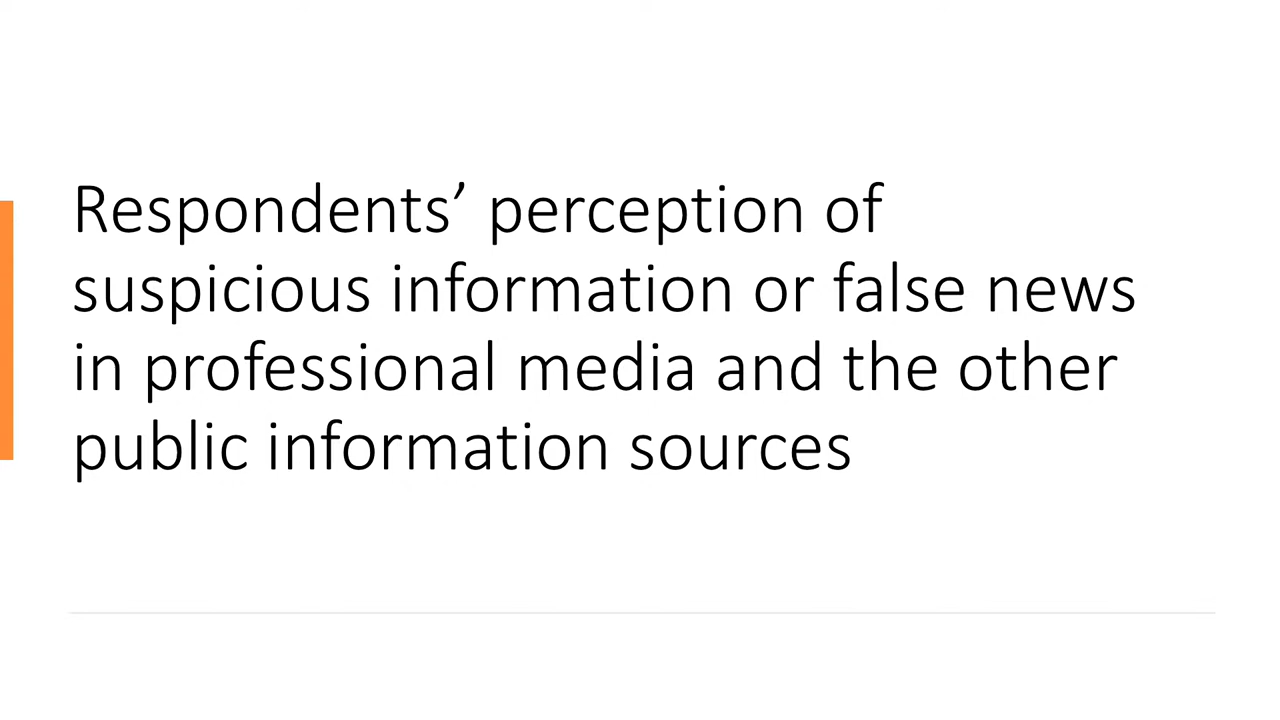 Respondents’ perception of
suspicious information or false news
in professional media and the other
public information sources